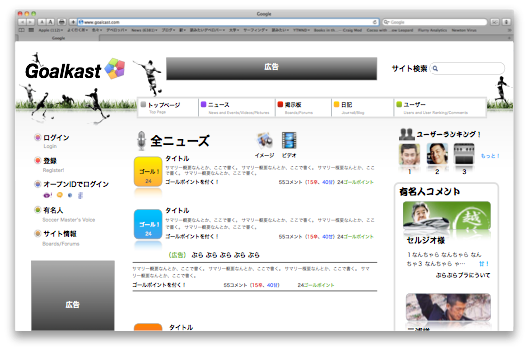 Google
www.goalcast.com
Google
Google
Goalkast
広告
サイト検索
トップページ
Top Page
ニュース
News and Events/Videos/Pictures
掲示板
Boards/Forums
日記
Journal/Blog
ユーザー
Users and User Ranking/Comments
ログイン
Login
登録
Register!
オープンIDでログイン
有名人
Soccer Master's Voice
サイト情報
Boards/Forums
広告
全ニューズ
イメージ
ビデオ
ゴール!
24
タイトル
サマリー概要なんとか、ここで書く。サマリー概要なんとか、ここで書く。サマリー概要なんとか、ここで書く。サマリー概要なんとか、ここで書く。
ゴールポイントを付く!
55コメント(15卒、40分) 24ゴールポイント
ゴール!
24
タイトル
サマリー概要なんとか、ここで書く。サマリー概要なんとか、ここで書く。サマリー概要なんとか、ここで書く。サマリー概要なんとか、ここで書く。
ゴールポイントを付く!
55コメント(15卒、40分) 24ゴールポイント
(広告) ぷら ぷら ぷら ぷら
サマリー概要なんとか、ここで書く。サマリー概要なんとか、ここで書く。サマリー概要なんとか、ここで書く。サマリー概要なんとか、ここで書く。
ゴールポイントを付く!
55コメント(15卒、40分) 24ゴールポイント
タイトル
ユーザーランキング!
1 2 3
もっと!
有名人コメント
セルジオ様
1なんちゃら なんちゃら なん
ちゃ3 なんちゃら ゃ…
ぷらぷらプラについて